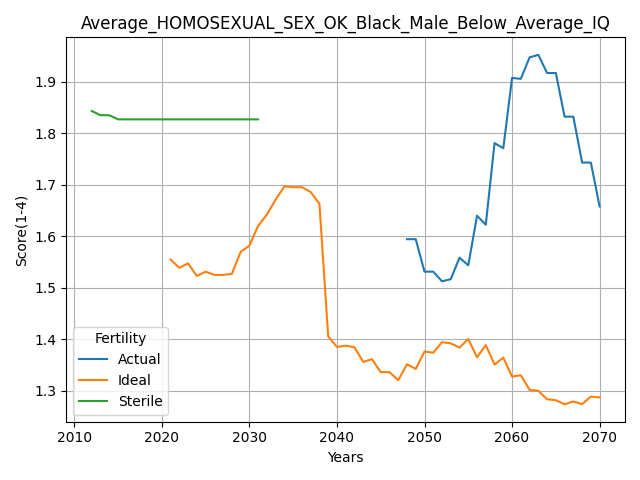 Average_HOMOSEXUAL_SEX_OK_Black_Male_Below_Average_IQ
Score(1-4)
1.9
1.8
1.7
1.6
1.5
1.4
1.3
Fertility
Actual
Ideal
Sterile
2010 2020 2030 2040 2050 2060 2070
Years